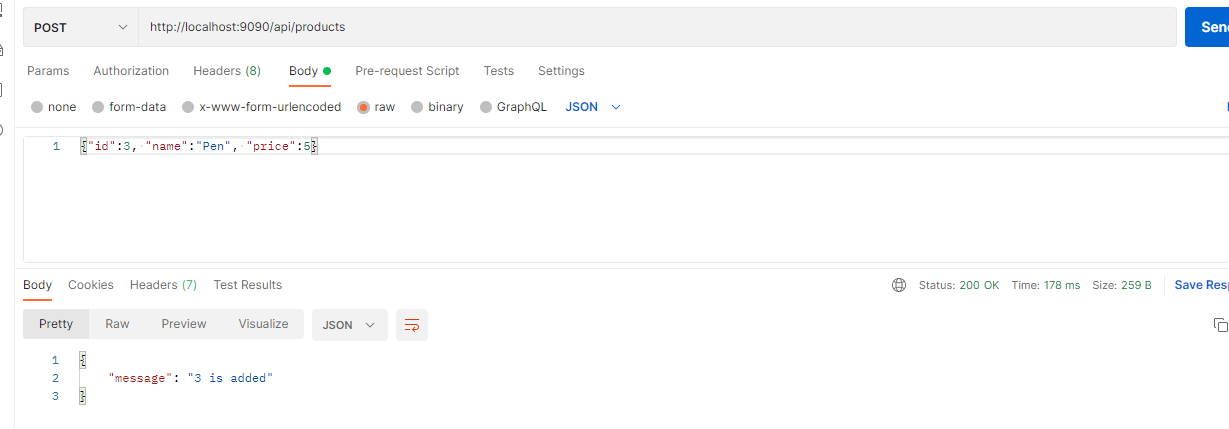 POST http://localhost:9090/api/products Send
Params Authorization Headers (8) Body Pre-request Script Tests Settings
none form-data x-www-form-urlencoded raw binary GraphQL JSON
1 {"id":3, "name":"Pen", "price":5}
Body Cookies Headers (7) Test Results Status: 200 OK Time: 178 ms Size: 259 B Save Resp
Pretty Raw Preview Visualize JSON
1 {
2 "message": "3 is added"
3 }